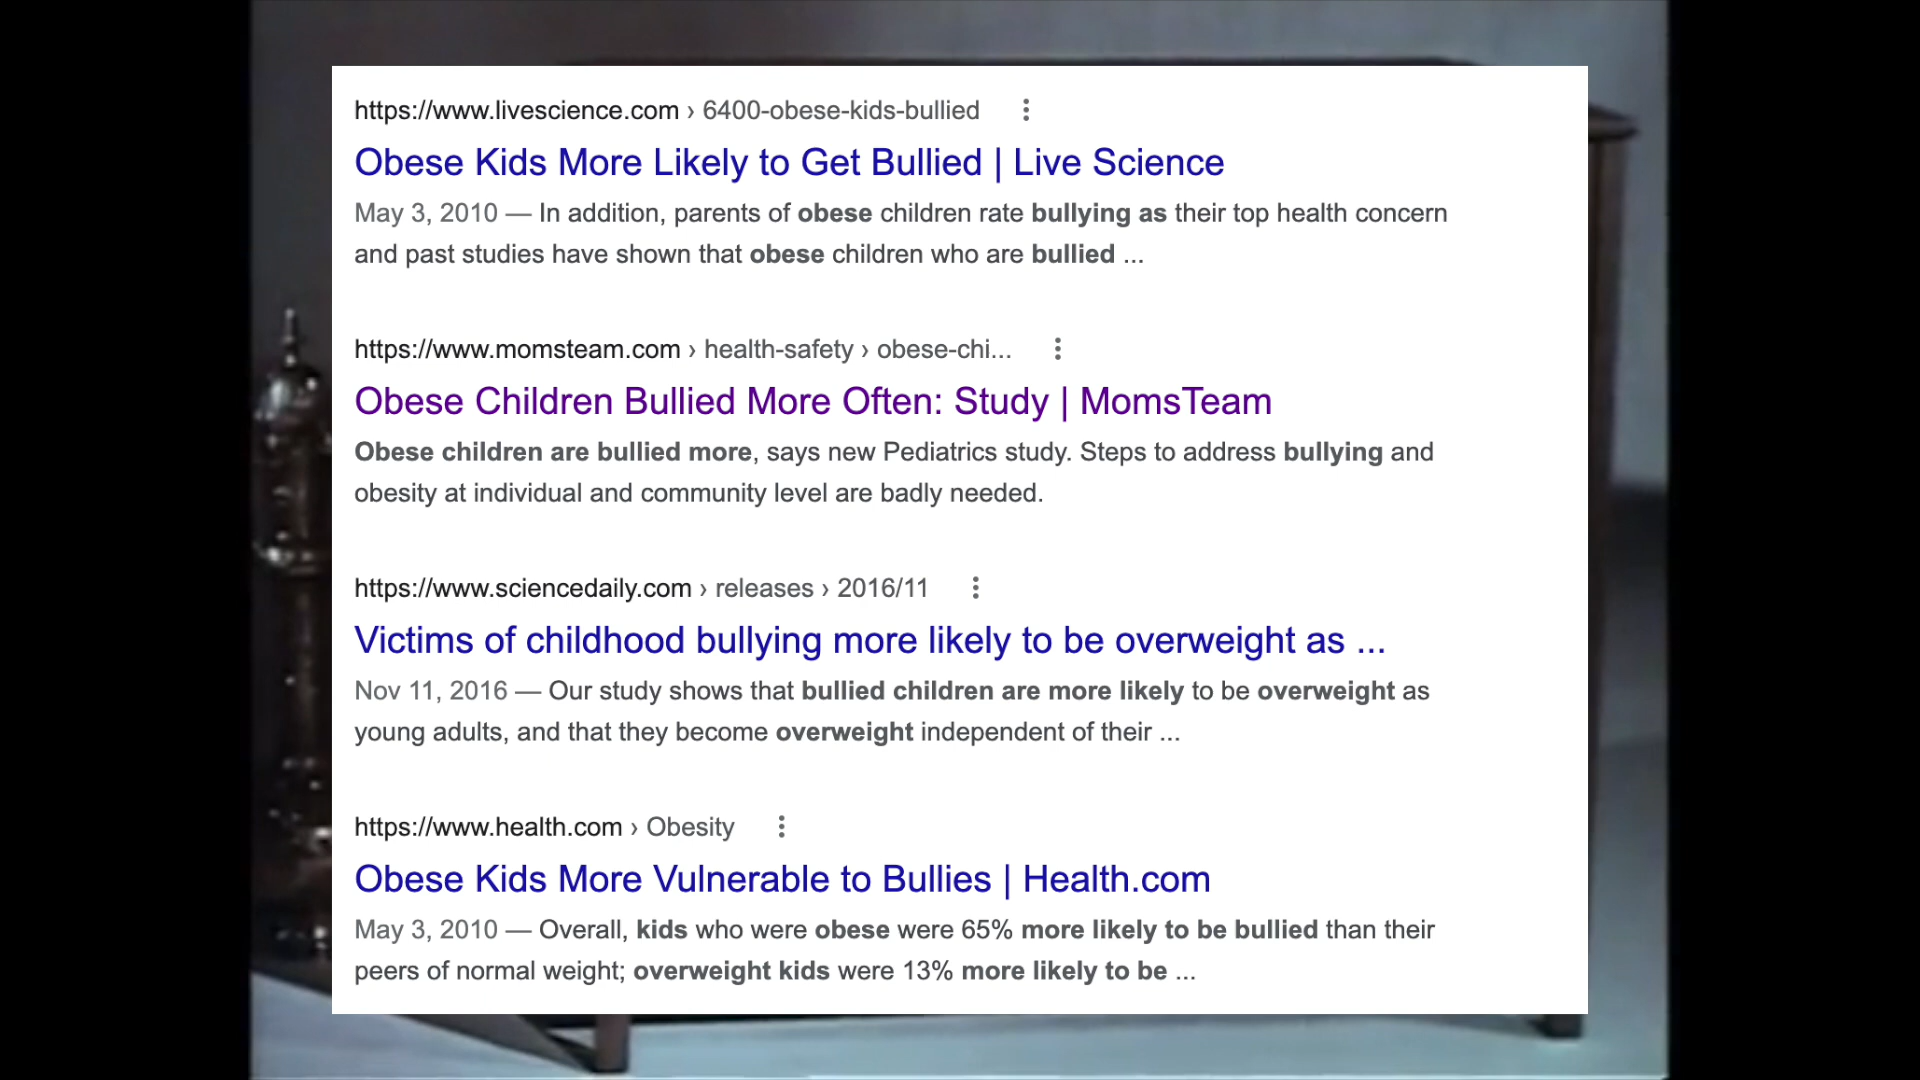 https://www.livescience.com › 6400-obese-kids-bullied
Obese Kids More Likely to Get Bullied | Live Science
May 3, 2010 — In addition, parents of obese children rate bullying as their top health concern
and past studies have shown that obese children who are bullied ...
https://www.momsteam.com › health-safety › obese-chi...
Obese Children Bullied More Often: Study | MomsTeam
Obese children are bullied more, says new Pediatrics study. Steps to address bullying and
obesity at individual and community level are badly needed.
https://www.sciencedaily.com › releases › 2016/11
Victims of childhood bullying more likely to be overweight as ...
Nov 11, 2016 — Our study shows that bullied children are more likely to be overweight as
young adults, and that they become overweight independent of their ...
https://www.health.com › Obesity
Obese Kids More Vulnerable to Bullies | Health.com
May 3, 2010 — Overall, kids who were obese were 65% more likely to be bullied than their
peers of normal weight; overweight kids were 13% more likely to be ...